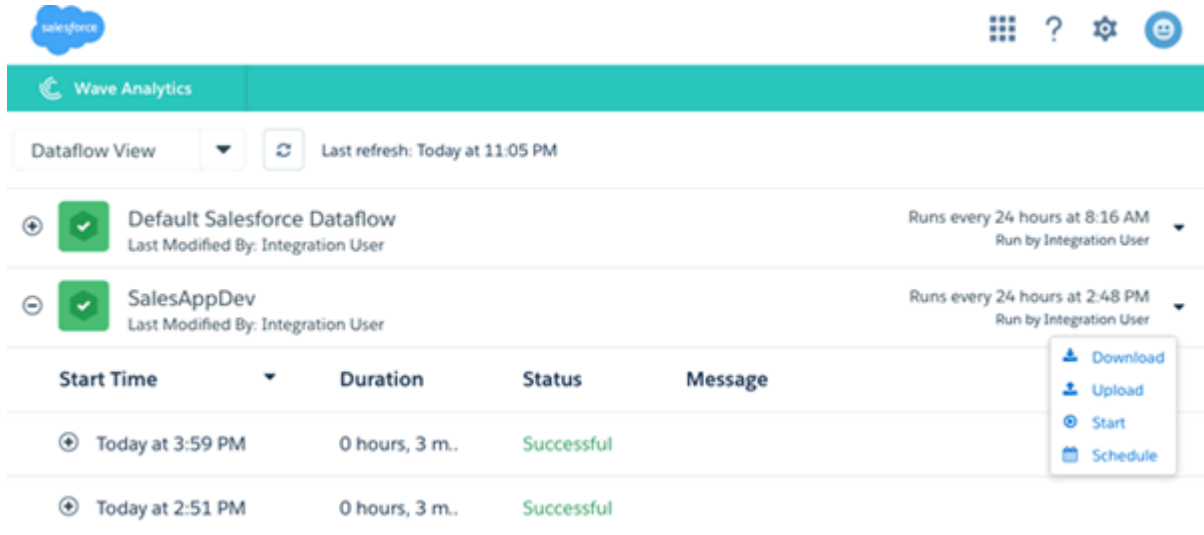 salesforce
Wave Analytics
Dataflow View Last refresh: Today at 11:05 PM
Default Salesforce Dataflow Runs every 24 hours at 8:16 AM
Last Modified By: Integration User Run by Integration User
SalesAppDev Runs every 24 hours at 2:48 PM
Last Modified By: Integration User Run by Integration User
Download
Start Time Duration Status Message
Upload
Start
Today at 3:59 PM 0 hours, 3 m.. Successful
Schedule
Today at 2:51 PM 0 hours, 3 m.. Successful